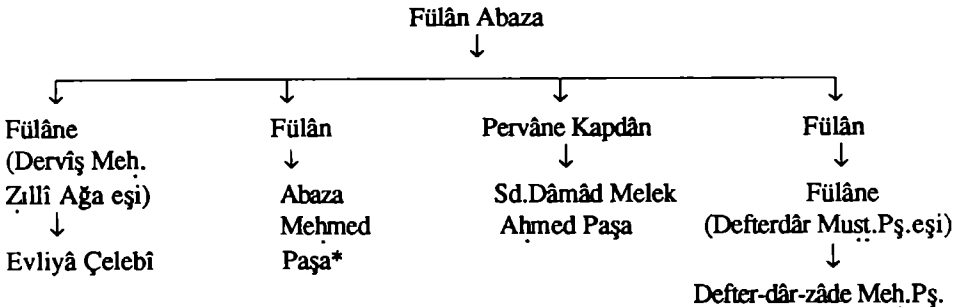 Fülân Abaza
↓
↓ ↓ ↓ ↓
Fülâne Fülân Pervâne Kapdân Fülân
(Dervîş Meh. ↓ ↓ ↓
Zıllî Ağa eşi) Abaza Sd.Dâmâd Melek Fülâne
↓ Mehmed Ahmed Paşa (Defterdâr Must.Pş.eşi)
Evliyâ Çelebî Paşa* ↓
Defter-dâr-zâde Meh.Pş.